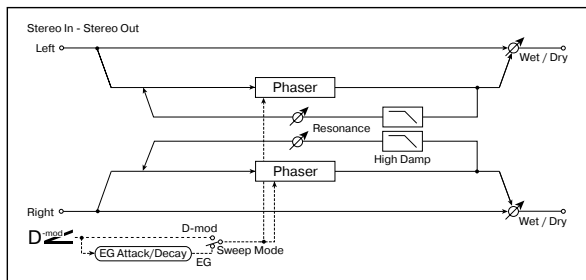 Stereo In - Stereo Out
Left
Wet / Dry
Phaser
Resonance
High Damp
Phaser
Right
Wet / Dry
D-mod
D-mod
EG Attack/Decay
EG
Sweep Mode